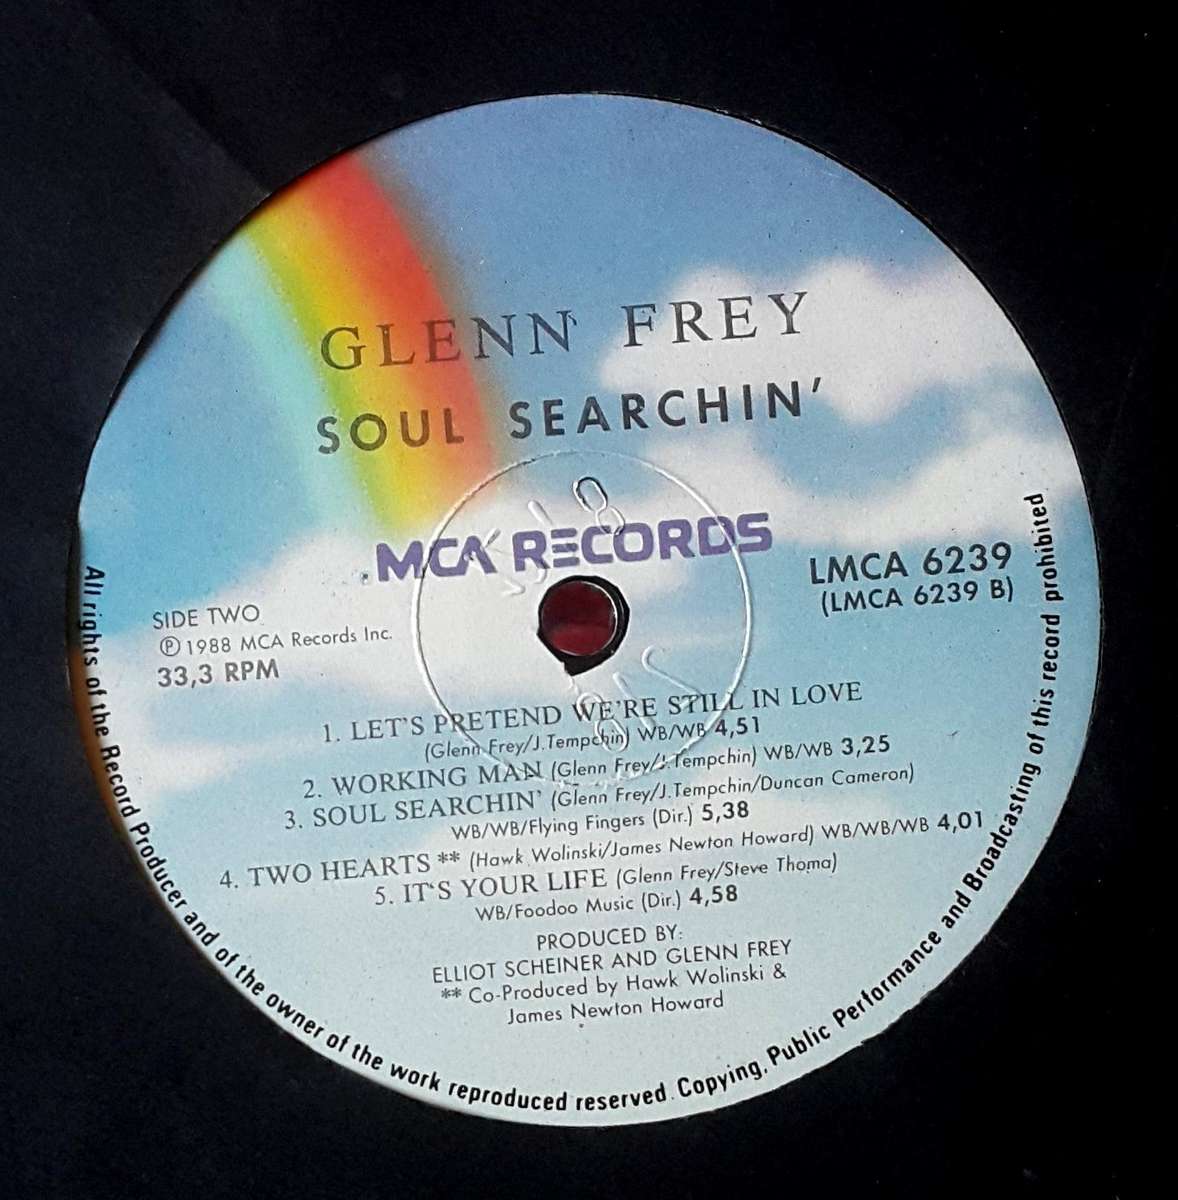 GLENN FREY
SOUL SEARCHIN'
MCA RECORDS
LMCA 6239
(LMCA 6239 B)
SIDE TWO
℗ 1988 MCA Records Inc.
33,3 RPM
1. LET'S PRETEND WE'RE STILL IN LOVE
(Glenn Frey/J.Tempchin) WB/WB 4,51
2. WORKING MAN (Glenn Frey/J.Tempchin) WB/WB 3,25
3. SOUL SEARCHIN' (Glenn Frey/J.Tempchin/Duncan Cameron)
WB/WB/Flying Fingers (Dir.) 5,38
4. TWO HEARTS ** (Hawk Wolinski/James Newton Howard) WB/WB/WB 4,01
5. IT'S YOUR LIFE (Glenn Frey/Steve Thoma)
WB/Foodoo Music (Dir.) 4,58
PRODUCED BY:
ELLIOT SCHEINER AND GLENN FREY
** Co-Produced by Hawk Wolinski &
James Newton Howard
All rights of the Record Producer and of the owner of the work reproduced reserved. Copying, Public Performance and Broadcasting of this record prohibited